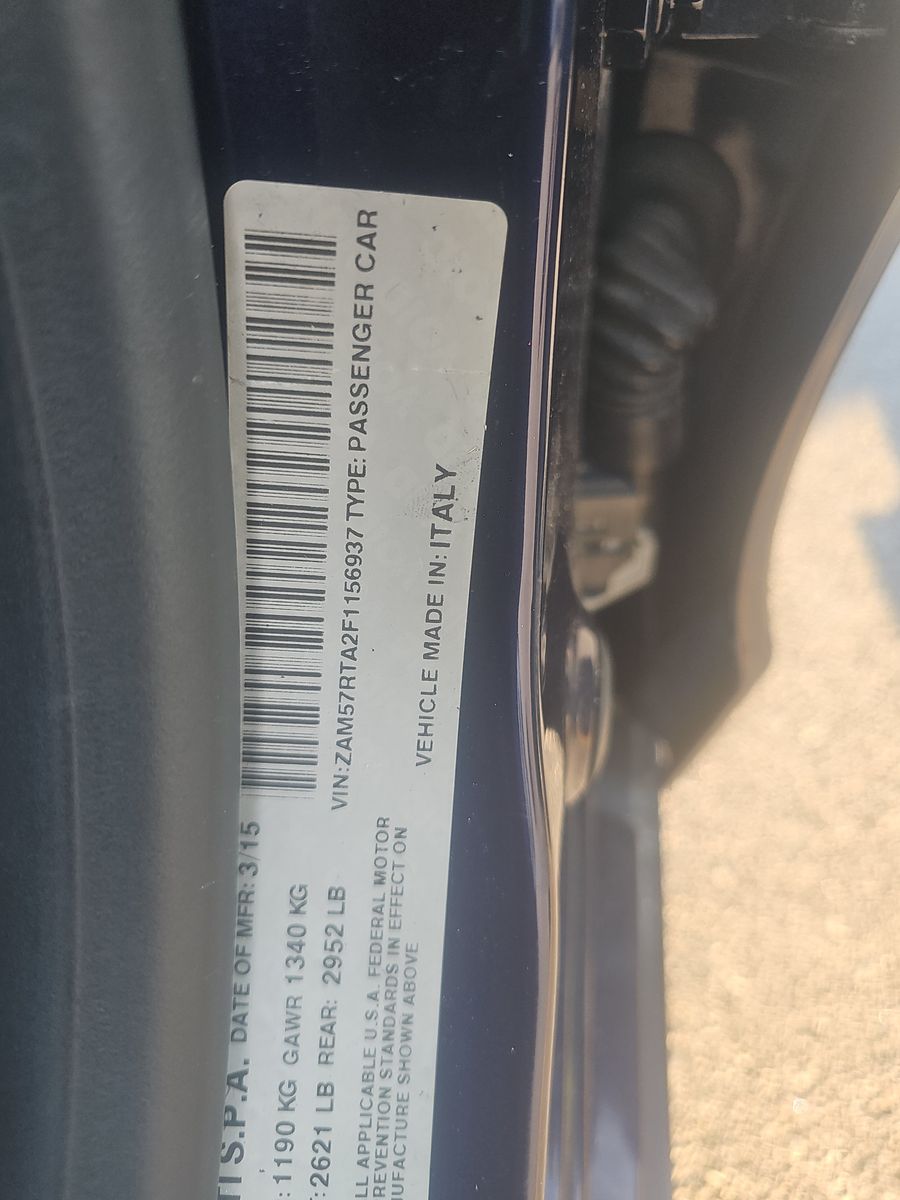 TI S.P.A. DATE OF MFR: 3/15
: 1190 KG GAWR 1340 KG
: 2621 LB REAR: 2952 LB
LL APPLICABLE U.S.A. FEDERAL MOTOR
REVENTION STANDARDS IN EFFECT ON
UFACTURE SHOWN ABOVE
VIN:ZAM57RTA2F1156937 TYPE: PASSENGER CAR
VEHICLE MADE IN: ITALY